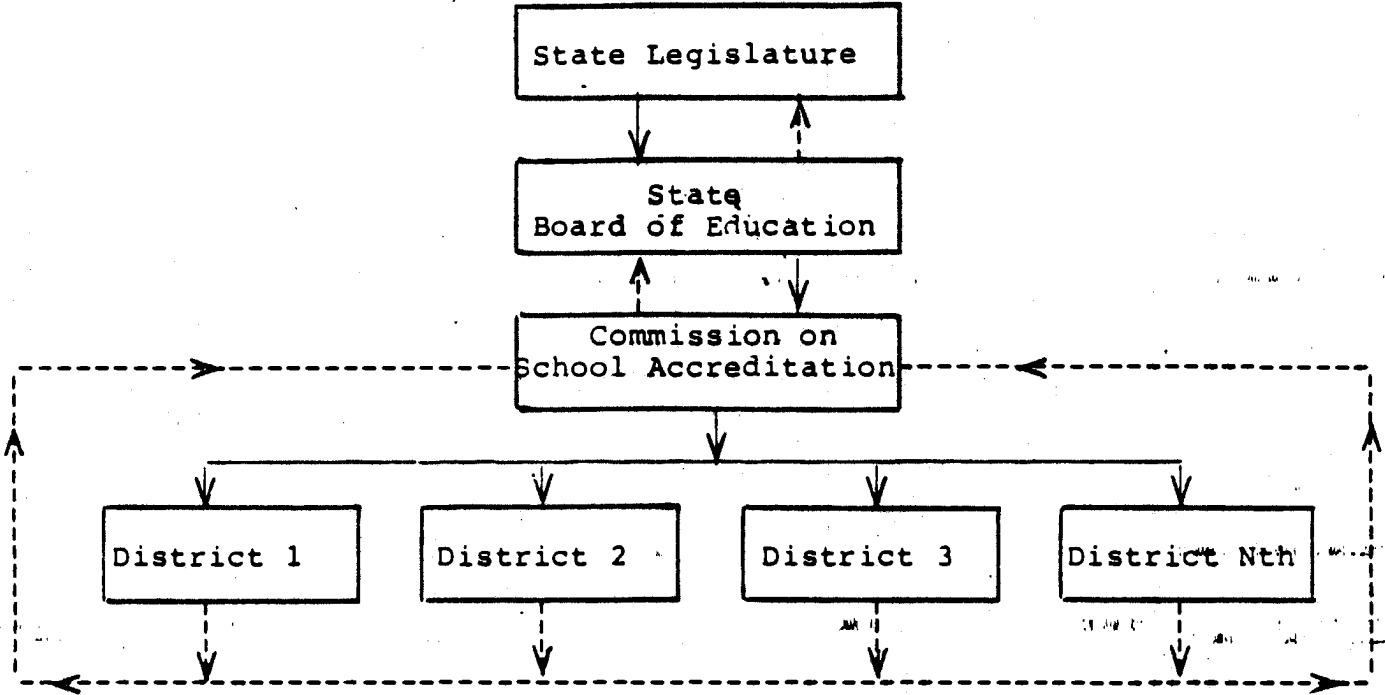 State Legislature
State
Board of Education
Commission on
School Accreditation
District 1
District 2
District 3
District Nth